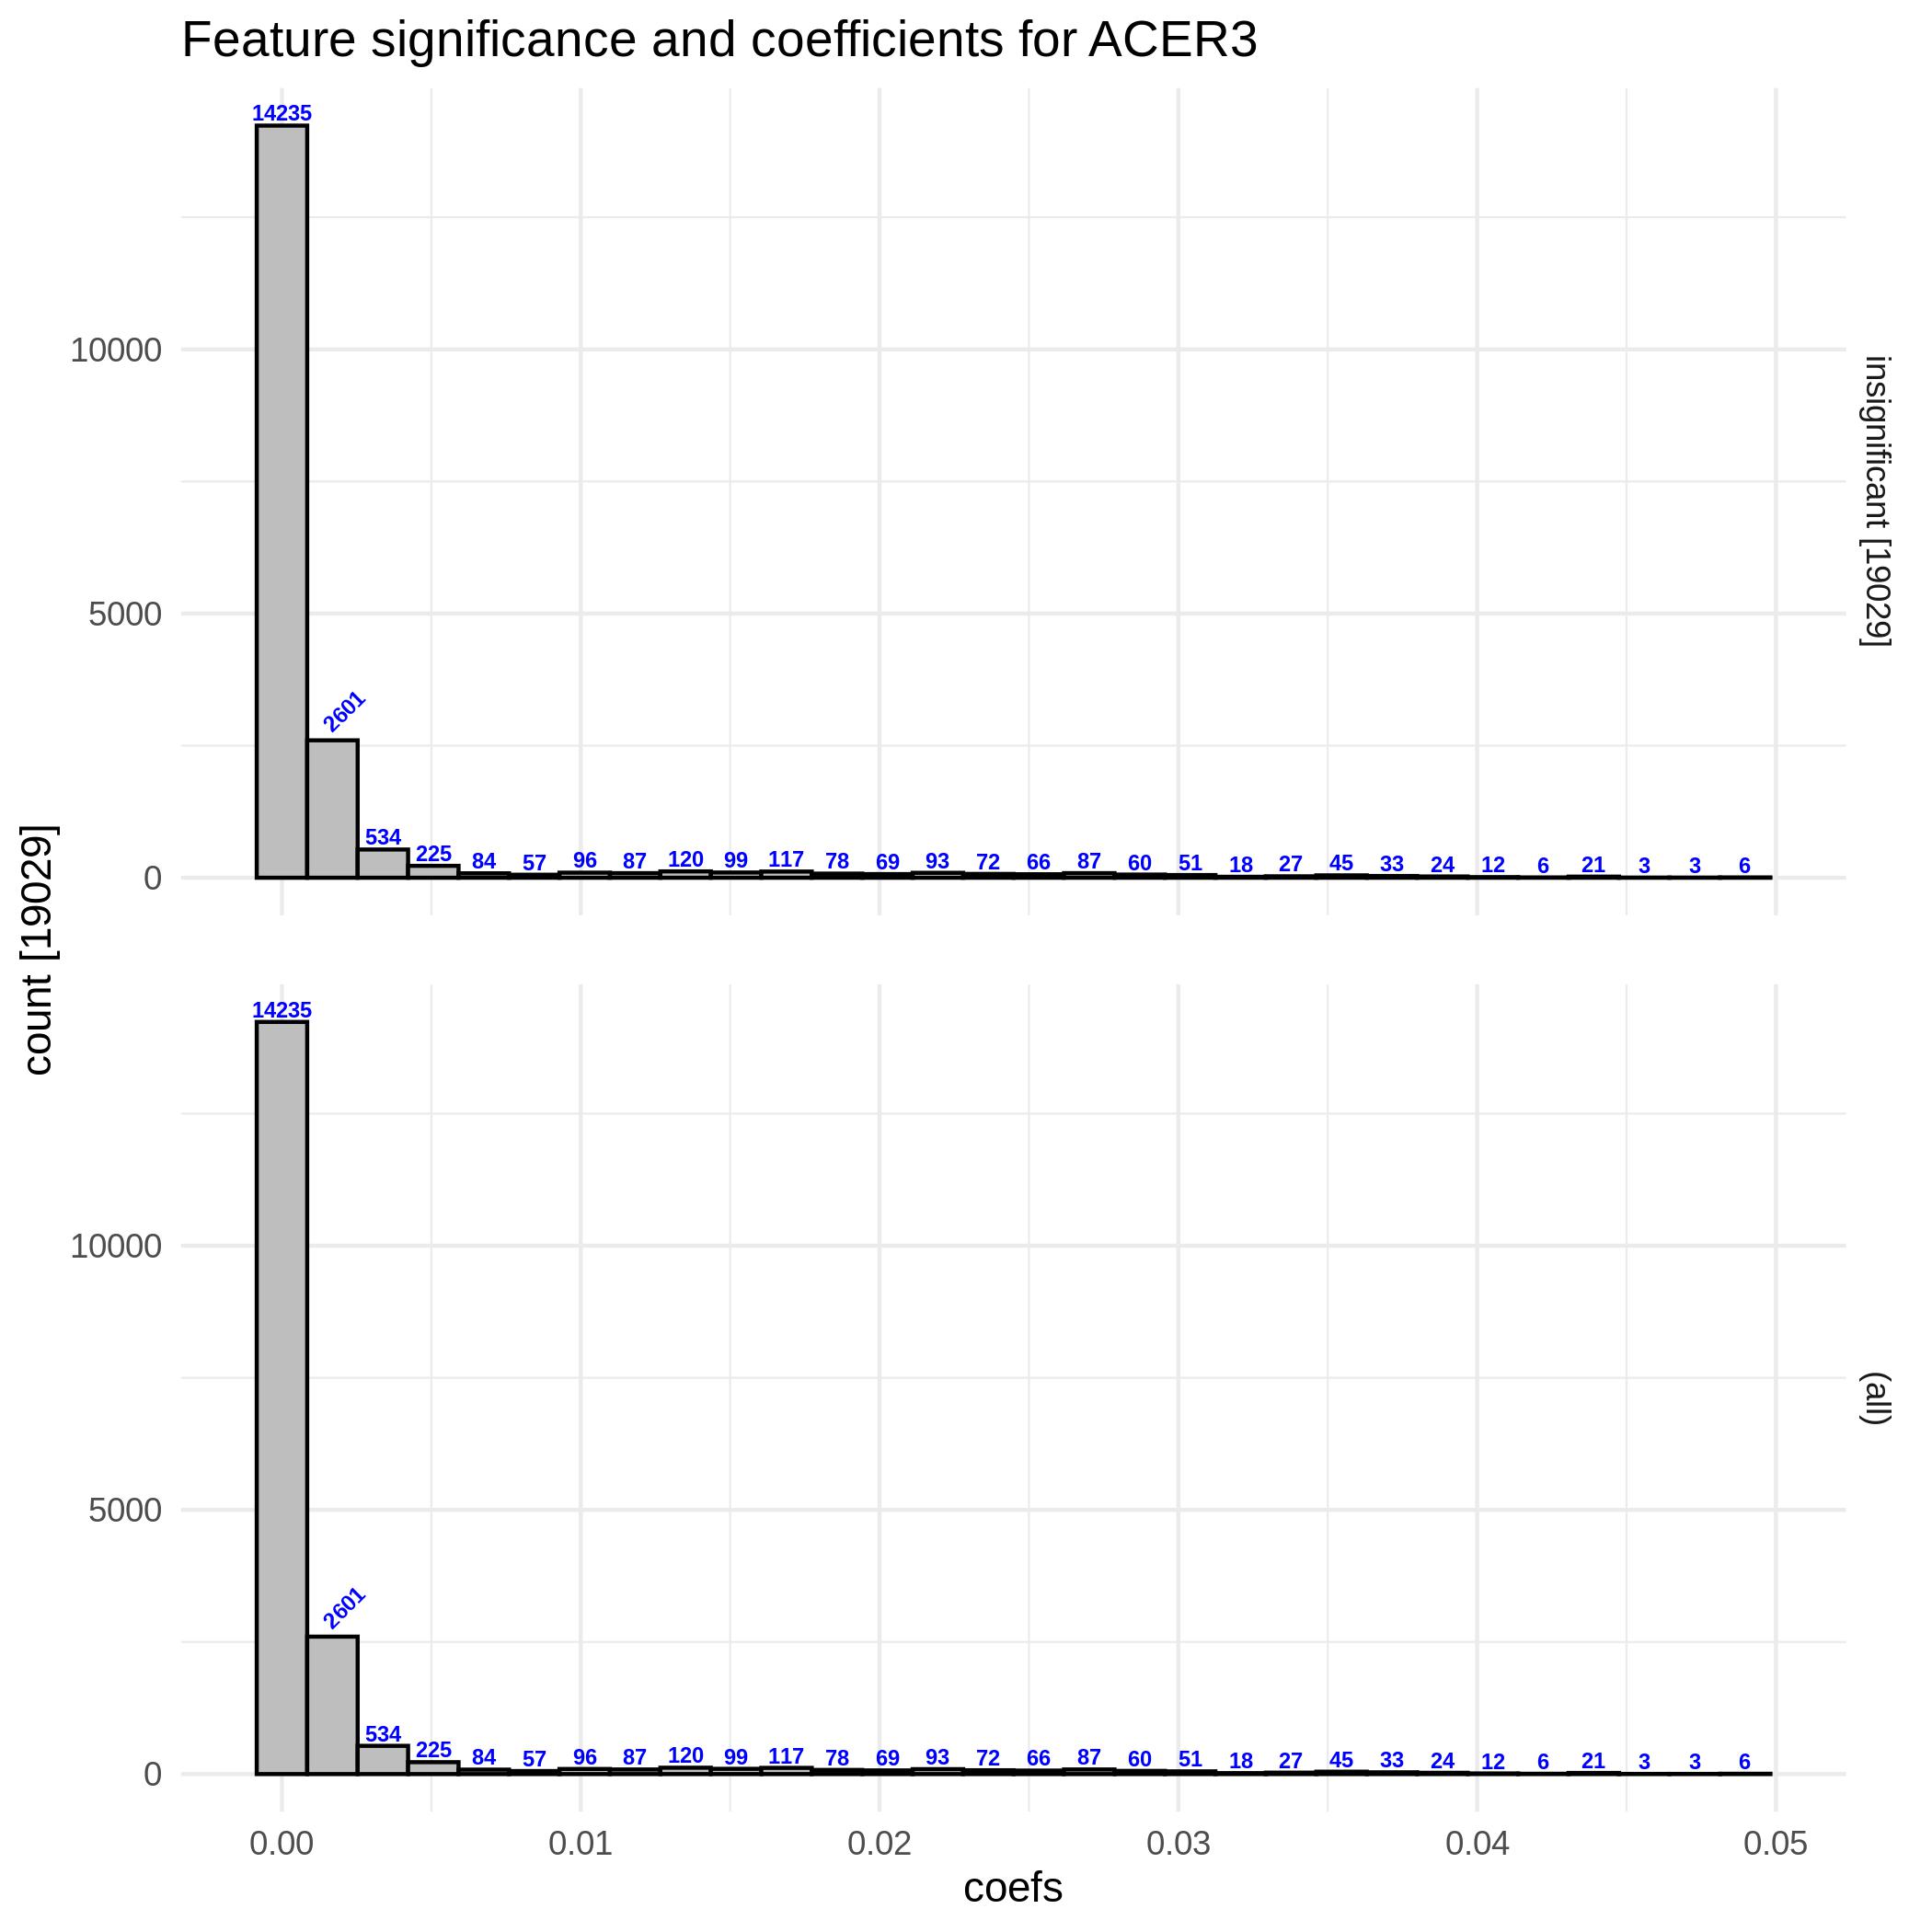 Feature significance and coefficients for ACER3
14235
10000
2601
5000
534 225 84 57 96 87 120 99 117 78 69 93 72 66 87 60 51 18 27 45 33 24 12 6 21 3 3 6
0
insignificant [19029]
count [19029]
14235
10000
2601
5000
534 225 84 57 96 87 120 99 117 78 69 93 72 66 87 60 51 18 27 45 33 24 12 6 21 3 3 6
0
(all)
0.00 0.01 0.02 0.03 0.04 0.05
coefs